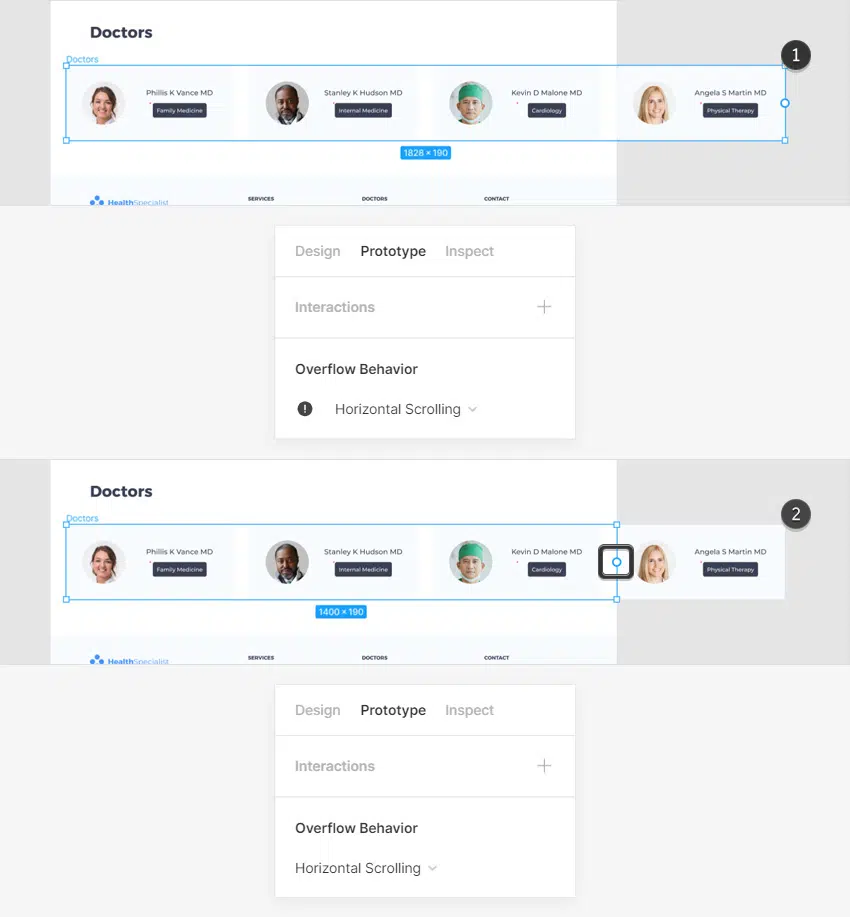 Doctors
1
Doctors
Phillis K Vance MD
Stanley K Hudson MD
Kevin D Malone MD
Angela S Martin MD
Family Medicine
Internal Medicine
Cardiology
Physical Therapy
1828 × 190
HealthSpecialist
SERVICES
DOCTORS
CONTACT
Design Prototype Inspect
Interactions
Overflow Behavior
Horizontal Scrolling
Doctors
2
Doctors
Phillis K Vance MD
Stanley K Hudson MD
Kevin D Malone MD
Angela S Martin MD
Family Medicine
Internal Medicine
Cardiology
Physical Therapy
1400 × 190
HealthSpecialist
SERVICES
DOCTORS
CONTACT
Design Prototype Inspect
Interactions
Overflow Behavior
Horizontal Scrolling